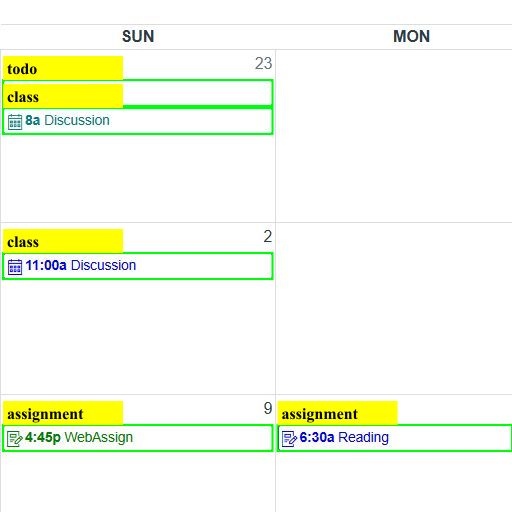 SUN MON
23
todo
class
8a Discussion
2
class
11:00a Discussion
9
assignment
4:45p WebAssign
assignment
6:30a Reading